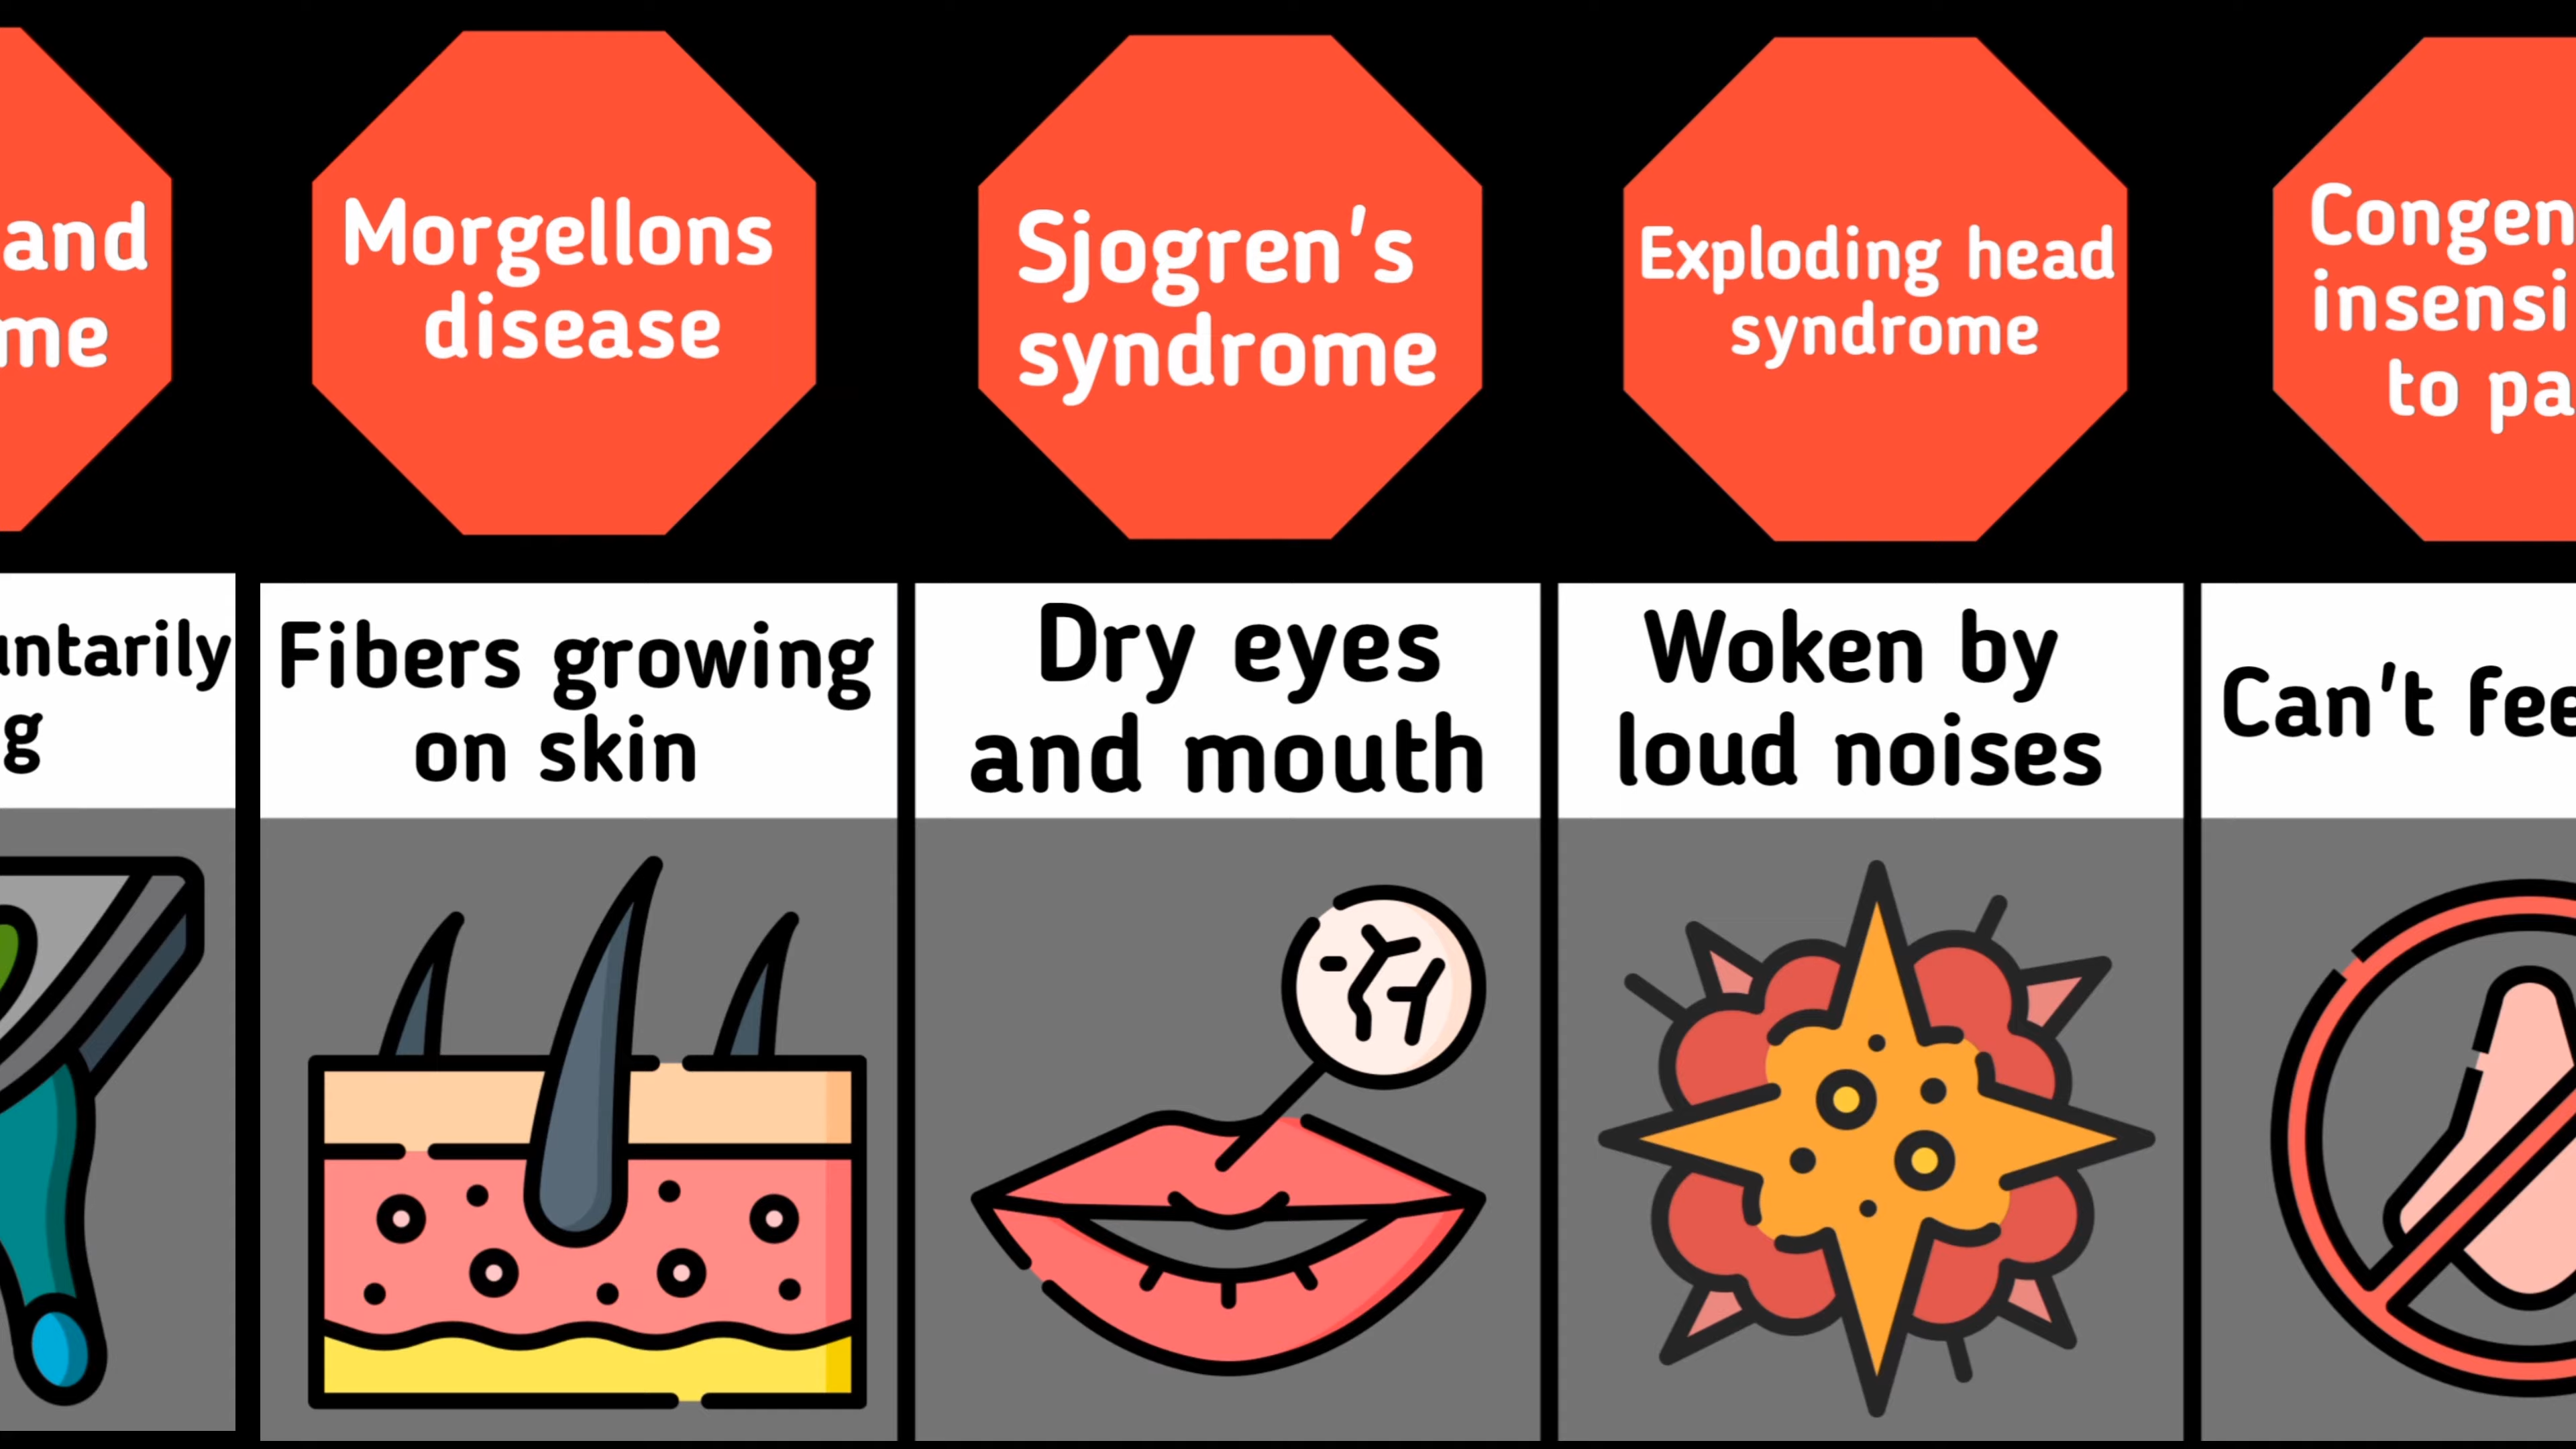 and
me
Morgellons
disease
Sjogren's
syndrome
Exploding head
syndrome
Congen
insensi
to pa
untarily
g
Fibers growing
on skin
Dry eyes
and mouth
Woken by
loud noises
Can't fee